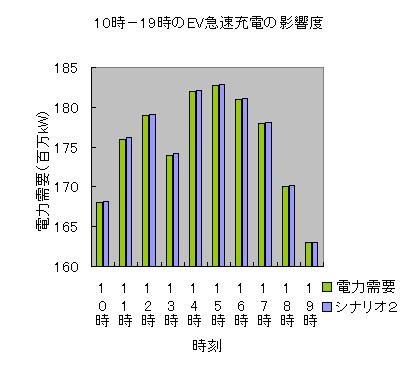 10時－19時のEV急速充電の影響度
電力需要(百万kW)
185
180
175
170
165
160
10時
11時
12時
13時
14時
15時
16時
17時
18時
19時
電力需要
シナリオ2
時刻